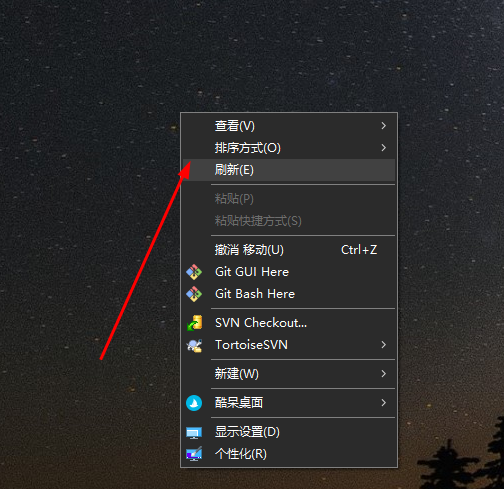 查看(V)
排序方式(O)
刷新(E)
粘贴(P)
粘贴快捷方式(S)
撤消 移动(U) Ctrl+Z
Git GUI Here
Git Bash Here
SVN Checkout...
TortoiseSVN
新建(W)
酷呆桌面
显示设置(D)
个性化(R)